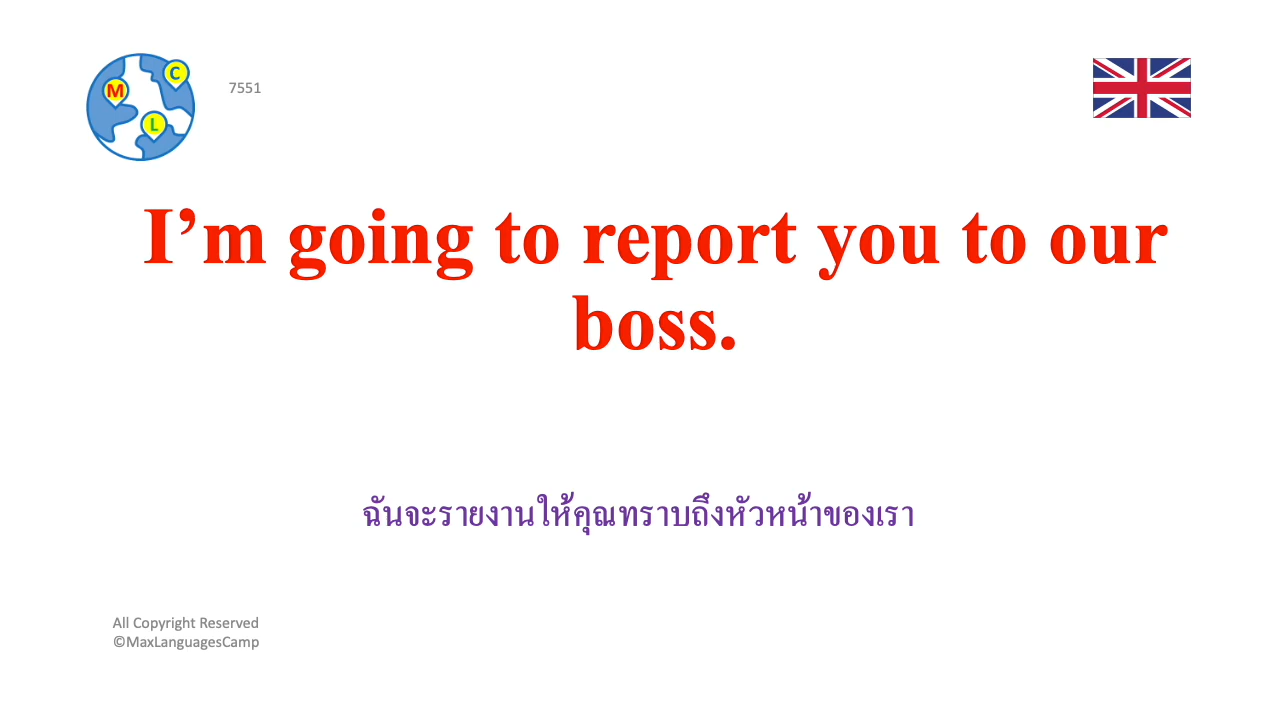 M
C
L
7551
I’m going to report you to our
boss.
ฉันจะรายงานให้คุณทราบถึงหัวหน้าของเรา
All Copyright Reserved
©MaxLanguagesCamp